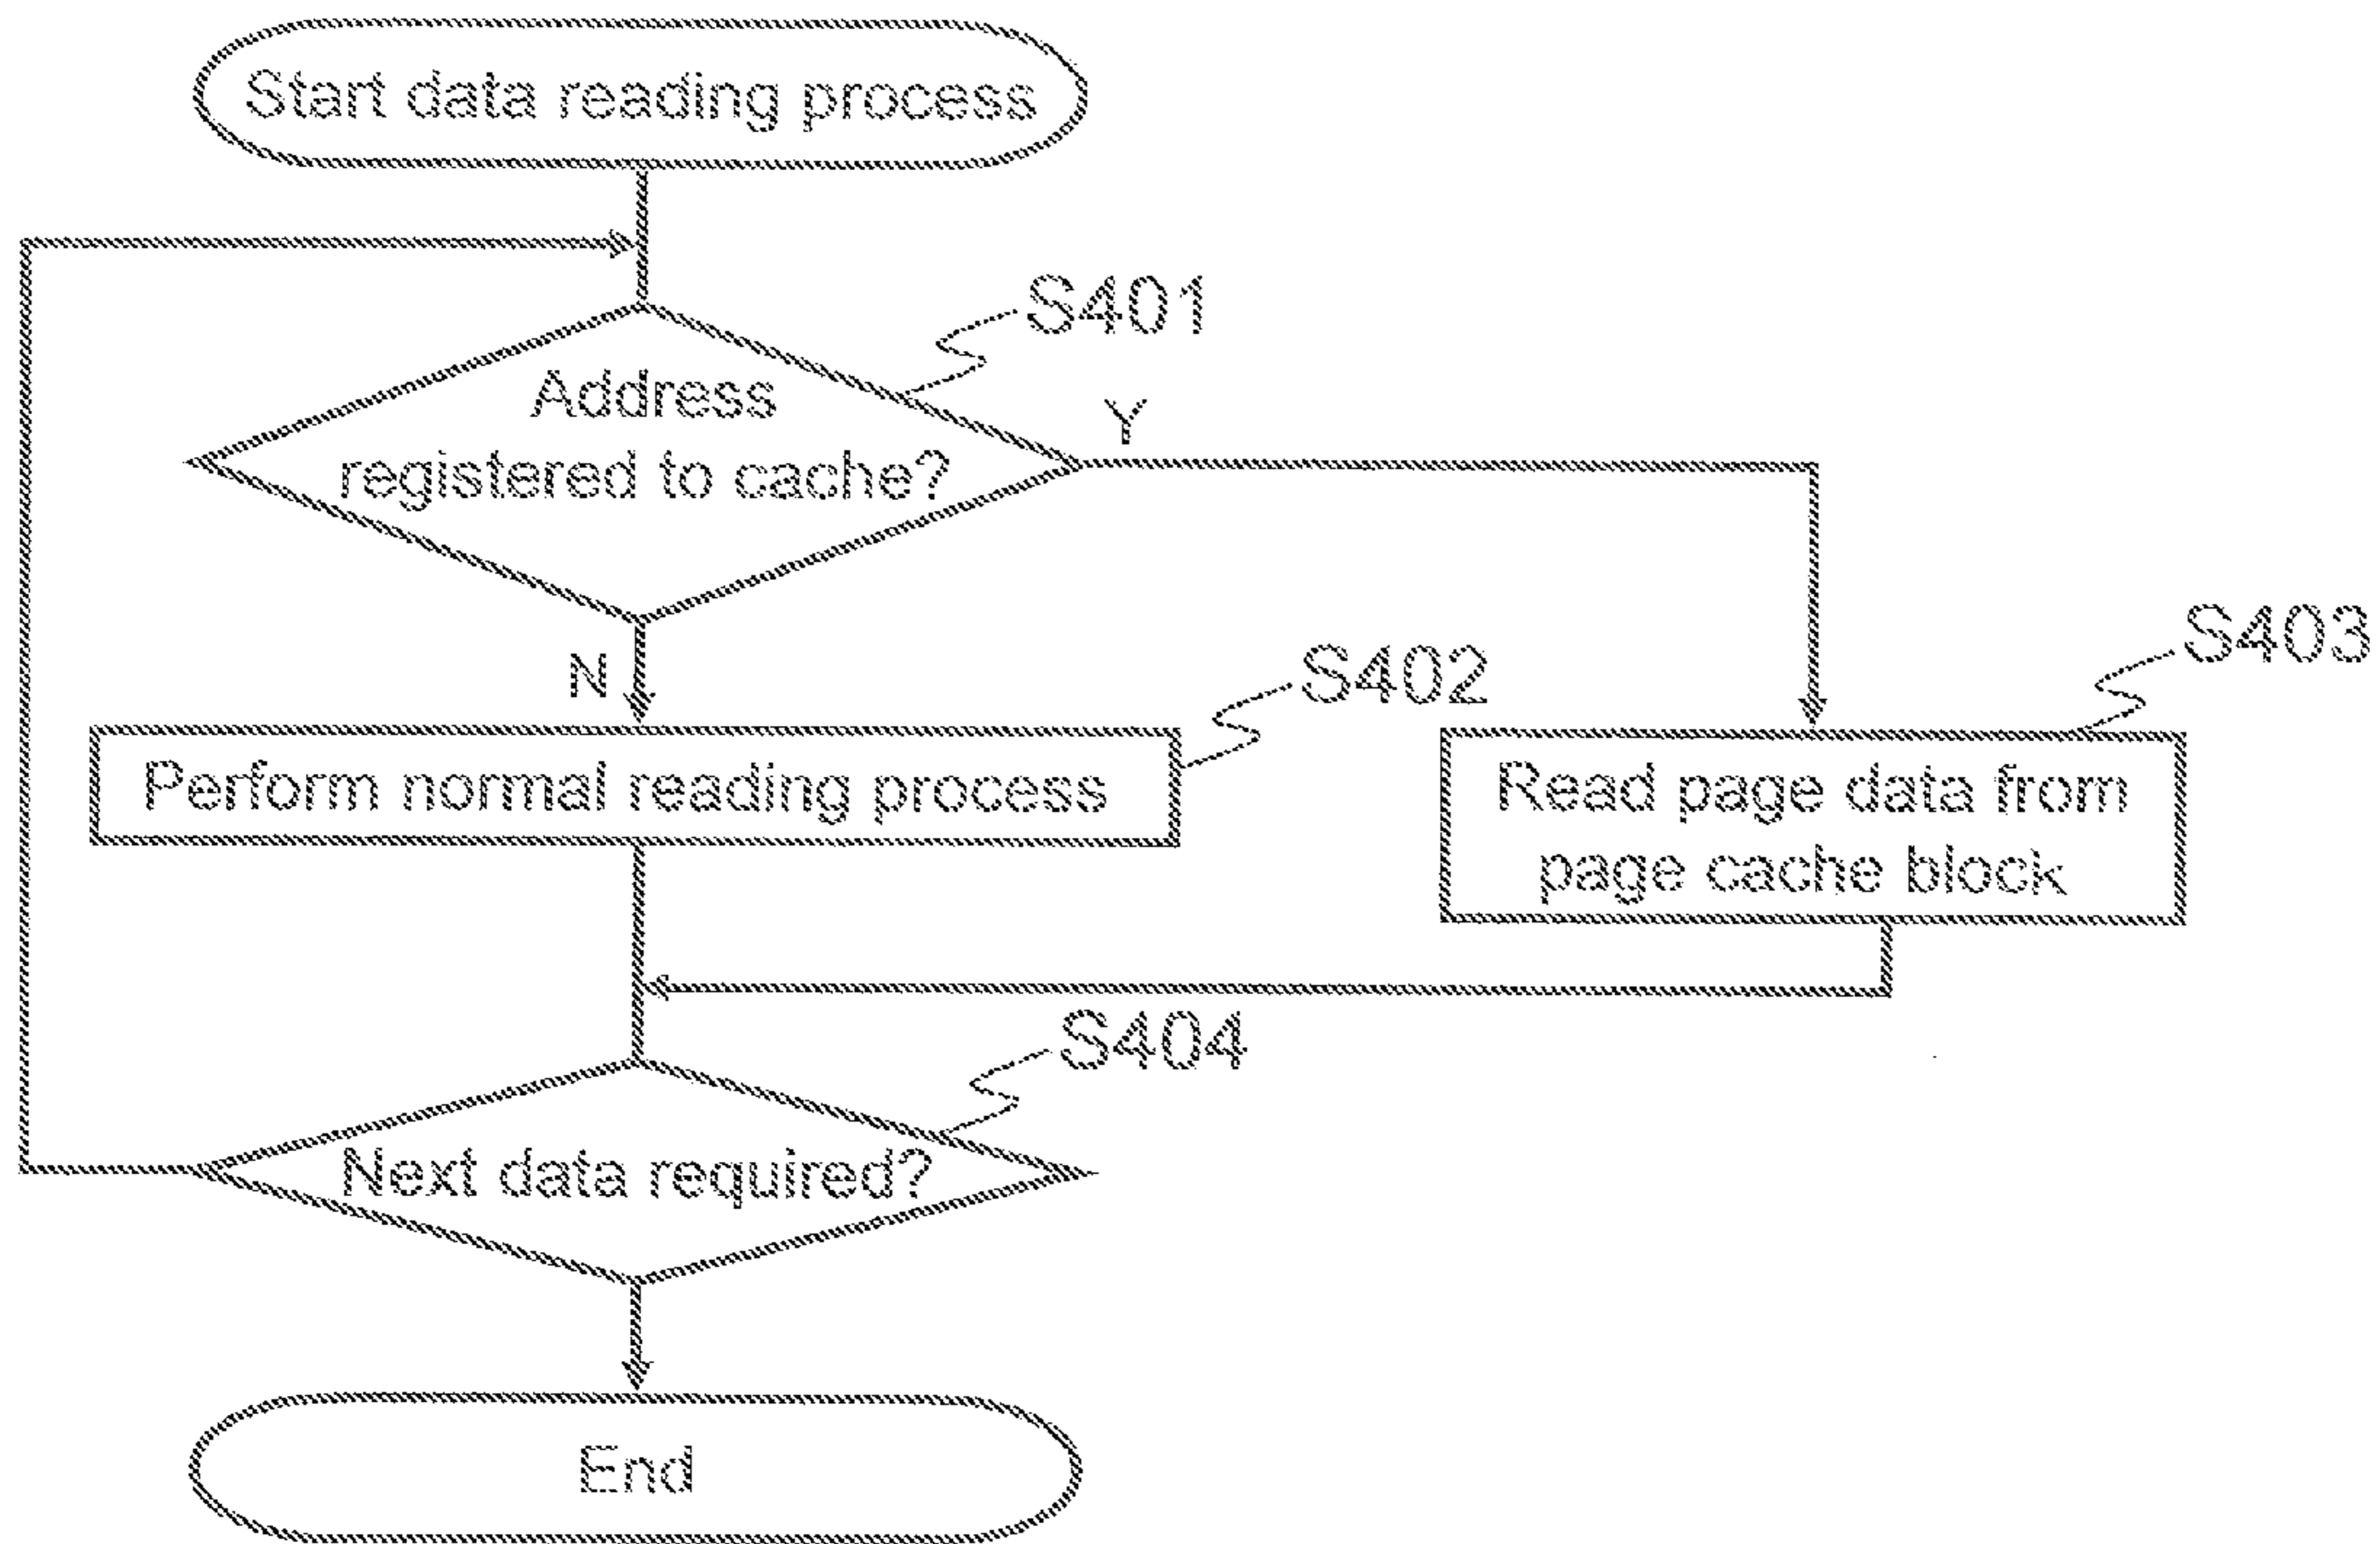 Start data reading process
S401
Address
registered to cache?
Y
N
S402
S403
Perform normal reading process
Read page data from
page cache block
S404
Next data required?
End